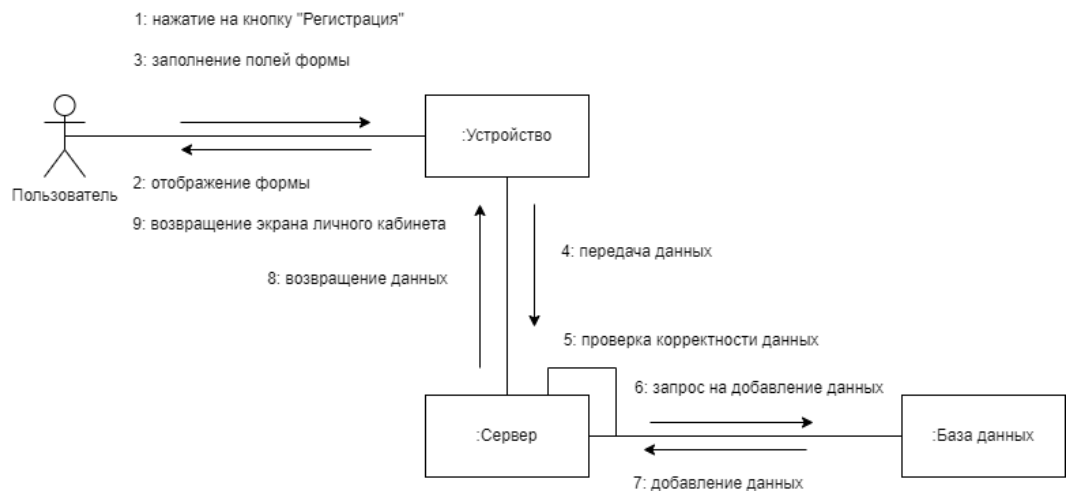 1: нажатие на кнопку "Регистрация"
3: заполнение полей формы
:Устройство
Пользователь
2: отображение формы
9: возвращение экрана личного кабинета
4: передача данных
8: возвращение данных
5: проверка корректности данных
6: запрос на добавление данных
:Сервер
:База данных
7: добавление данных